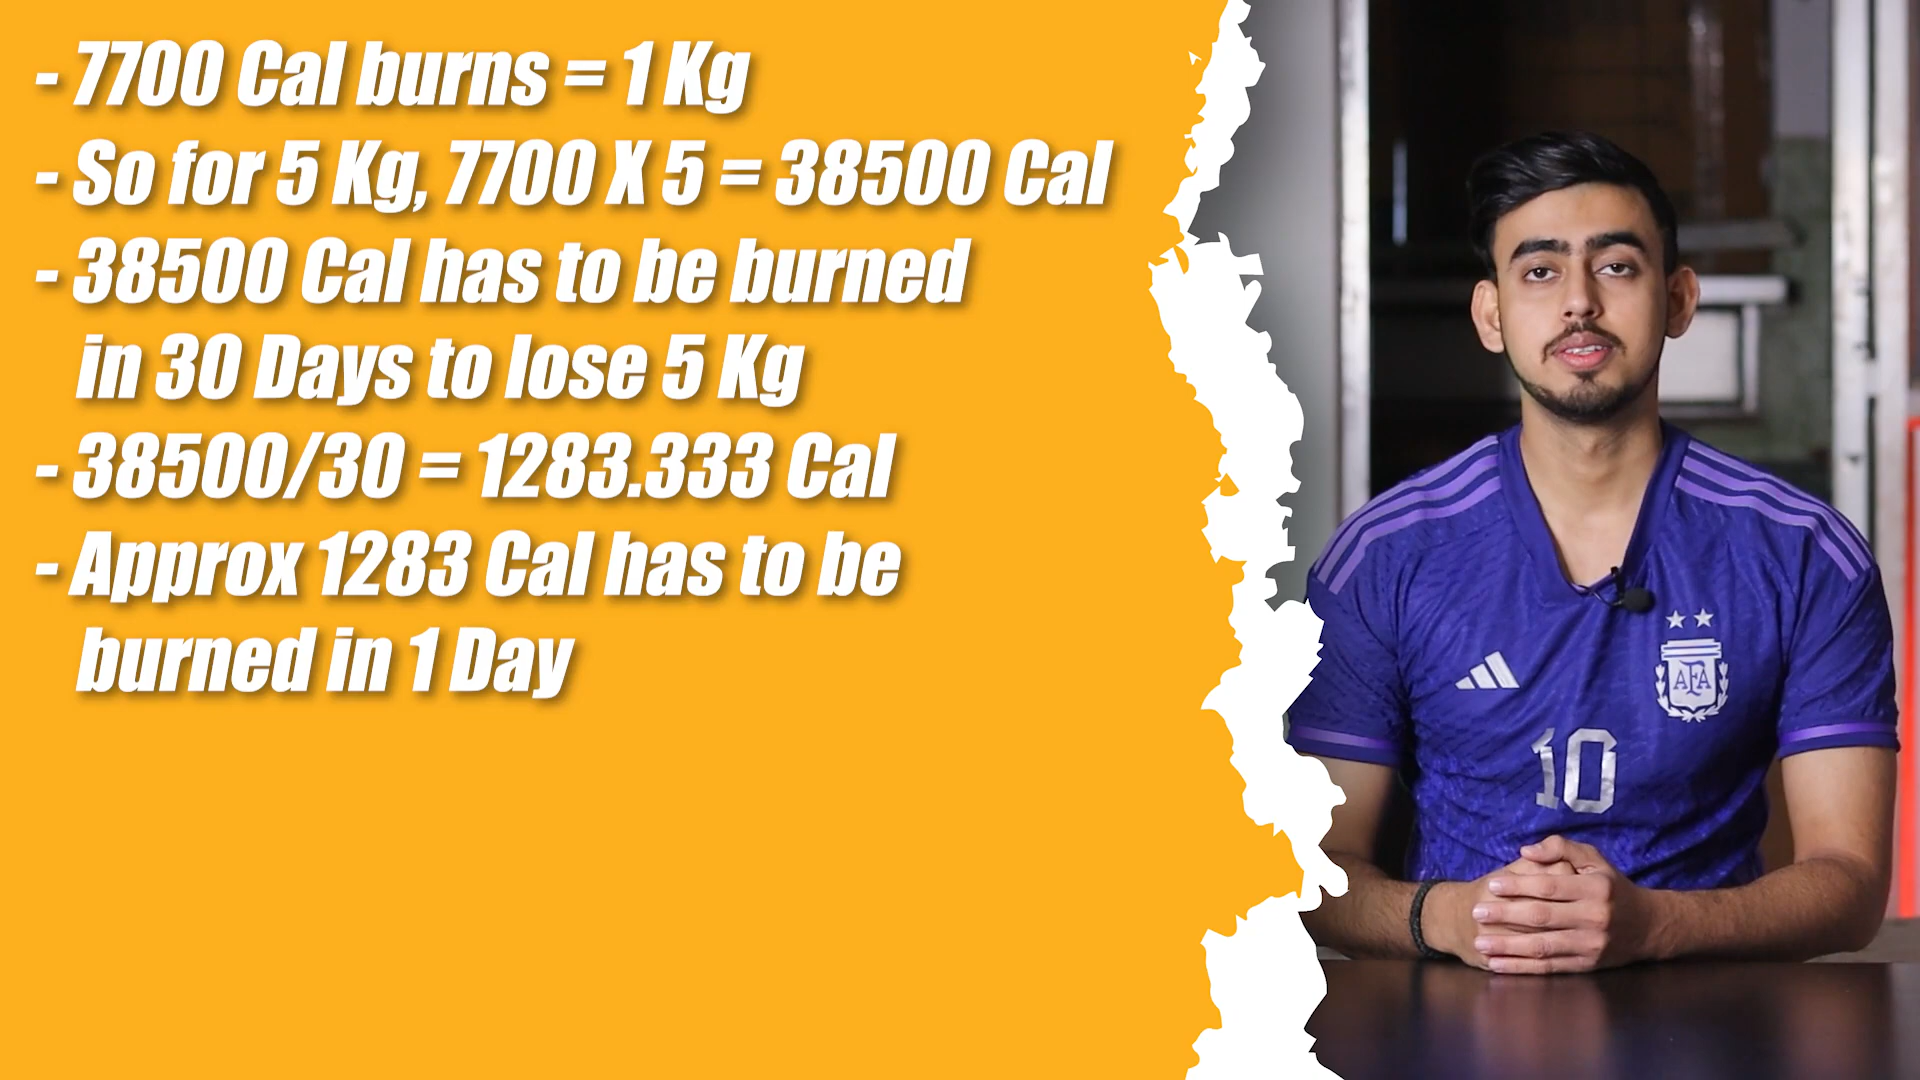 - 7700 Cal burns = 1 Kg
- So for 5 Kg, 7700 X 5 = 38500 Cal
- 38500 Cal has to be burned
in 30 Days to lose 5 Kg
- 38500/30 = 1283.333 Cal
- Approx 1283 Cal has to be
burned in 1 Day
AFA
10